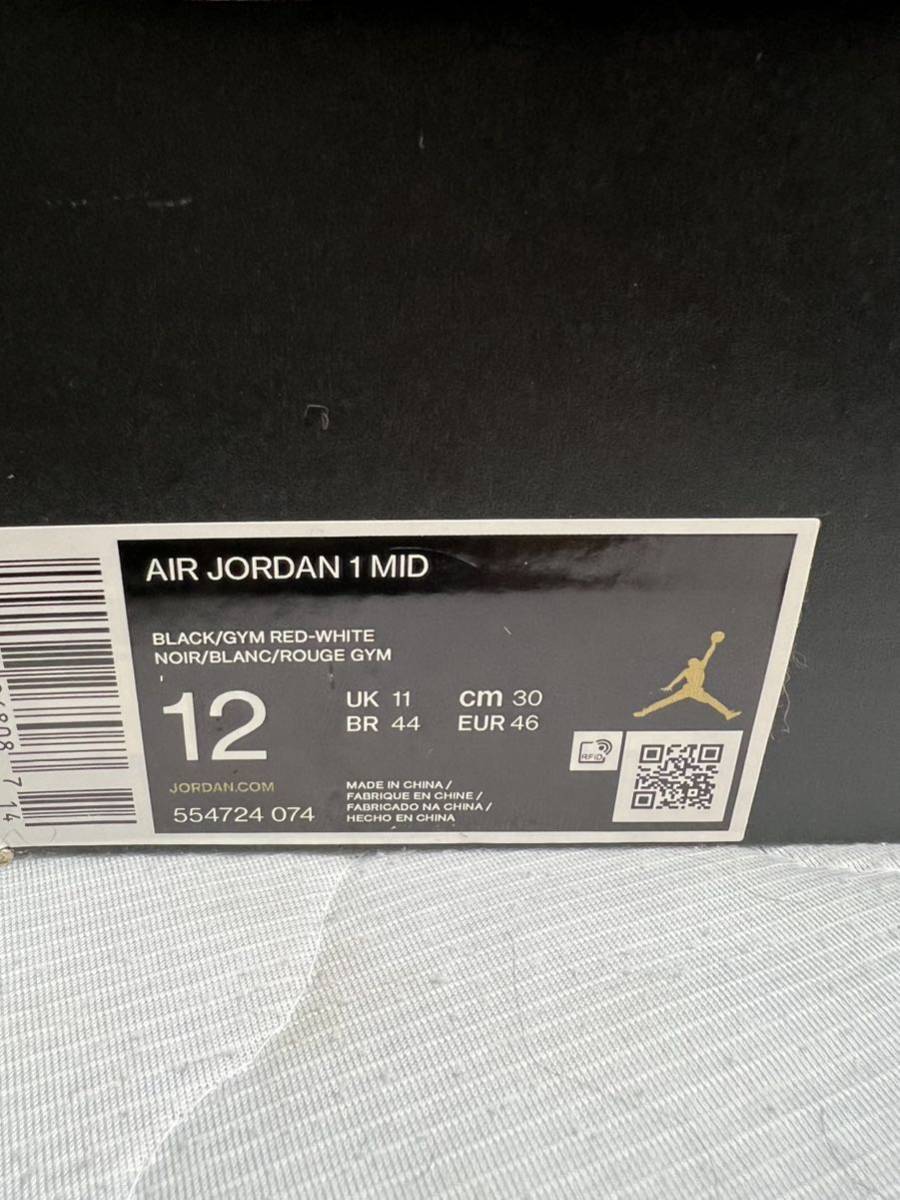 AIR JORDAN 1 MID
BLACK/GYM RED-WHITE
NOIR/BLANC/ROUGE GYM
12
UK 11 cm 30
BR 44 EUR 46
RFID
JORDAN.COM
554724 074
MADE IN CHINA /
FABRIQUE EN CHINE /
FABRICADO NA CHINA /
HECHO EN CHINA